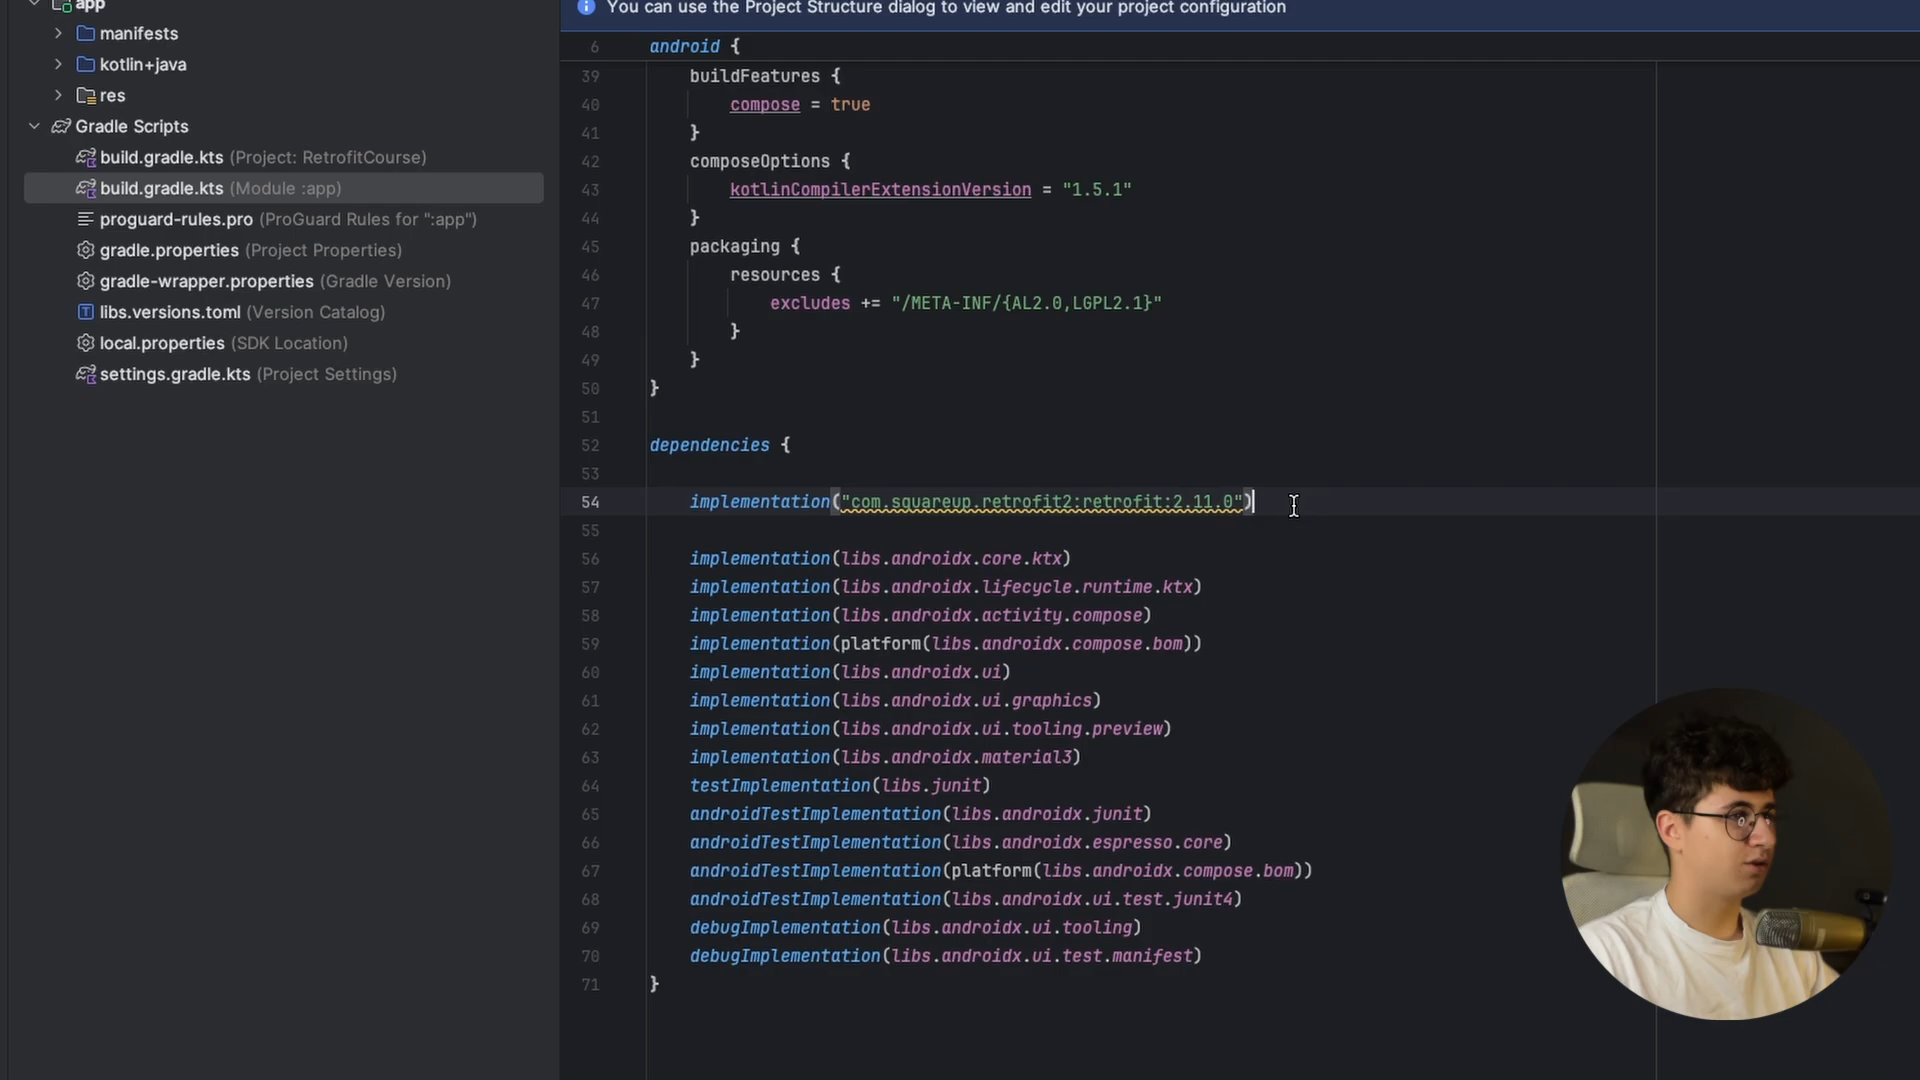 app
manifests
kotlin+java
res
Gradle Scripts
build.gradle.kts (Project: RetrofitCourse)
build.gradle.kts (Module :app)
proguard-rules.pro (ProGuard Rules for ":app")
gradle.properties (Project Properties)
gradle-wrapper.properties (Gradle Version)
libs.versions.toml (Version Catalog)
local.properties (SDK Location)
settings.gradle.kts (Project Settings)
You can use the Project Structure dialog to view and edit your project configuration
6 android {
39 buildFeatures {
40 compose = true
41 }
42 composeOptions {
43 kotlinCompilerExtensionVersion = "1.5.1"
44 }
45 packaging {
46 resources {
47 excludes += "/META-INF/{AL2.0,LGPL2.1}"
48 }
49 }
50 }
51
52 dependencies {
53
54 implementation("com.squareup.retrofit2:retrofit:2.11.0")
55
56 implementation(libs.androidx.core.ktx)
57 implementation(libs.androidx.lifecycle.runtime.ktx)
58 implementation(libs.androidx.activity.compose)
59 implementation(platform(libs.androidx.compose.bom))
60 implementation(libs.androidx.ui)
61 implementation(libs.androidx.ui.graphics)
62 implementation(libs.androidx.ui.tooling.preview)
63 implementation(libs.androidx.material3)
64 testImplementation(libs.junit)
65 androidTestImplementation(libs.androidx.junit)
66 androidTestImplementation(libs.androidx.espresso.core)
67 androidTestImplementation(platform(libs.androidx.compose.bom))
68 androidTestImplementation(libs.androidx.ui.test.junit4)
69 debugImplementation(libs.androidx.ui.tooling)
70 debugImplementation(libs.androidx.ui.test.manifest)
71 }